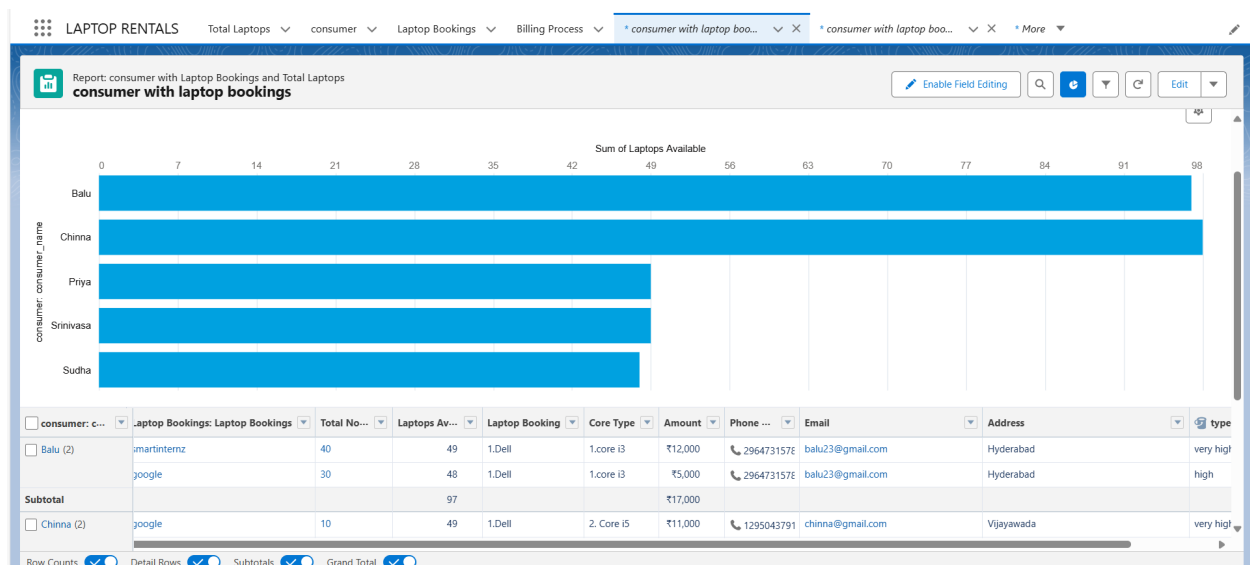 LAPTOP RENTALS Total Laptops consumer Laptop Bookings Billing Process * consumer with laptop boo... * consumer with laptop boo... * More
Report: consumer with Laptop Bookings and Total Laptops
consumer with laptop bookings
Enable Field Editing Edit
Sum of Laptops Available
0 7 14 21 28 35 42 49 56 63 70 77 84 91 98
consumer: consumer_name
Balu
Chinna
Priya
Srinivasa
Sudha
consumer: c... Laptop Bookings: Laptop Bookings Total No... Laptops Av... Laptop Booking Core Type Amount Phone ... Email Address type
Balu (2) smartinternz 40 49 1.Dell 1.core i3 ₹12,000 296473157 balu23@gmail.com Hyderabad very high
google 30 48 1.Dell 1.core i3 ₹5,000 296473157 balu23@gmail.com Hyderabad high
Subtotal 97 ₹17,000
Chinna (2) google 10 49 1.Dell 2. Core i5 ₹11,000 1295043791 chinna@gmail.com Vijayawada very high
Row Counts Detail Rows Subtotals Grand Total